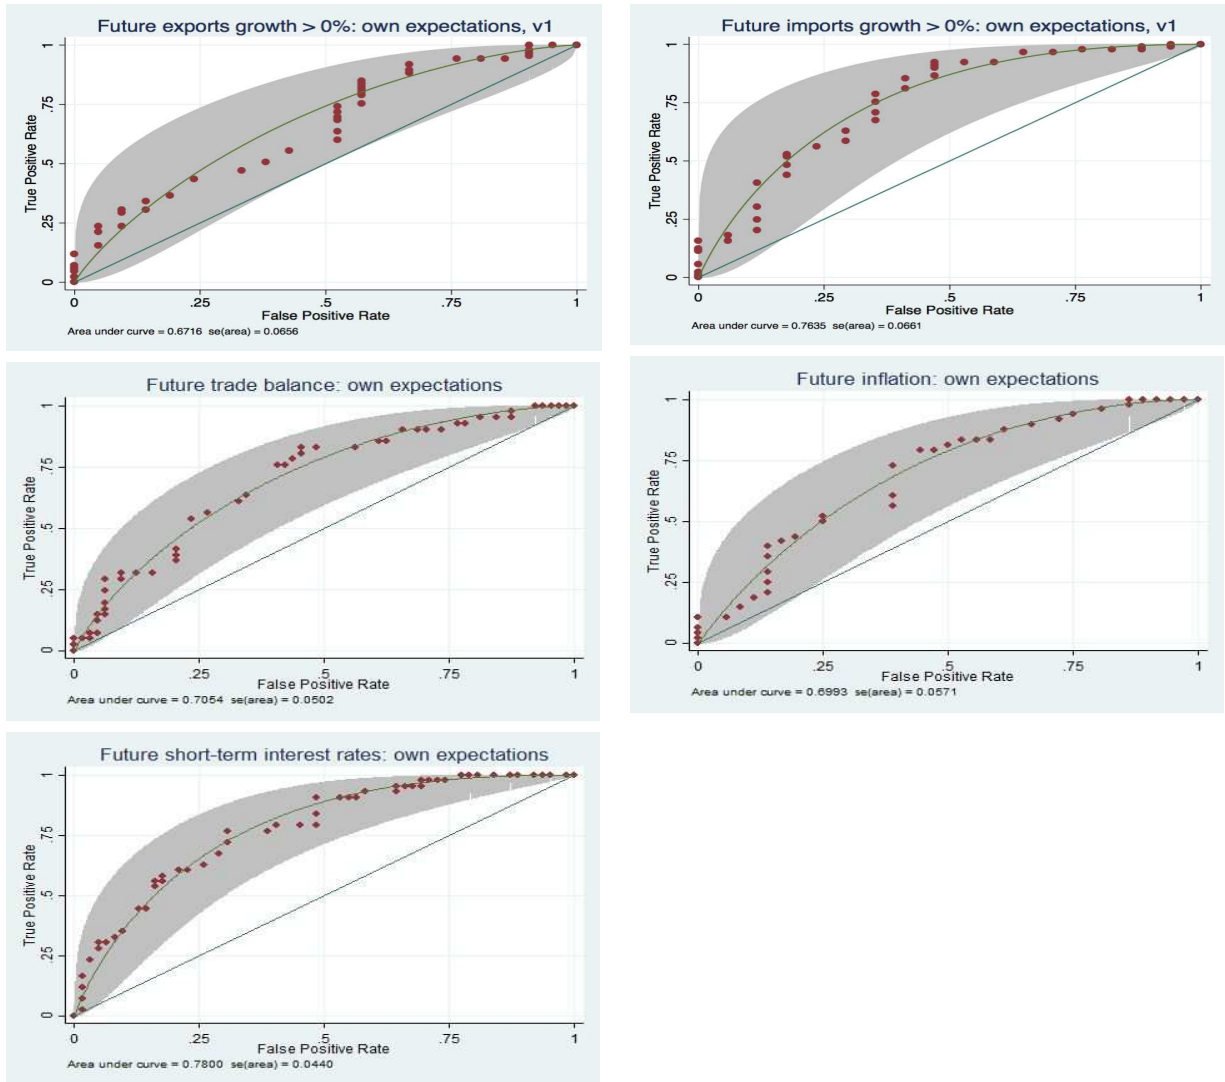 Future exports growth > 0%: own expectations, v1
True Positive Rate
1
.75
.5
.25
0
0 .25 .5 .75 1
False Positive Rate
Area under curve = 0.6716 se(area) = 0.0656
Future imports growth > 0%: own expectations, v1
True Positive Rate
1
.75
.5
.25
0
0 .25 .5 .75 1
False Positive Rate
Area under curve = 0.7635 se(area) = 0.0661
Future trade balance: own expectations
True Positive Rate
1
.75
.5
.25
0
0 .25 .5 .75 1
False Positive Rate
Area under curve = 0.7054 se(area) = 0.0502
Future inflation: own expectations
True Positive Rate
1
.75
.5
.25
0
0 .25 .5 .75 1
False Positive Rate
Area under curve = 0.6993 se(area) = 0.0571
Future short-term interest rates: own expectations
True Positive Rate
1
.75
.5
.25
0
0 .25 .5 .75 1
False Positive Rate
Area under curve = 0.7800 se(area) = 0.0440